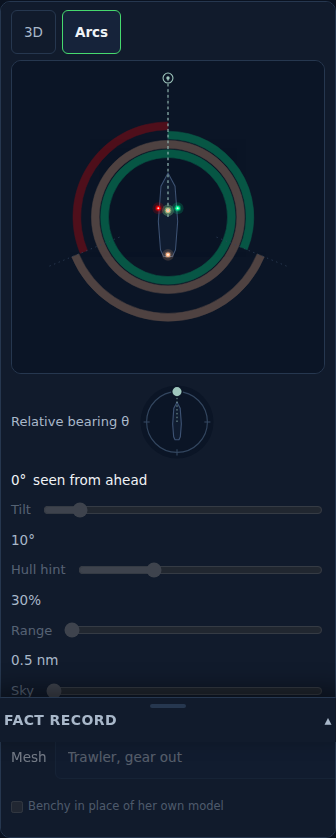 3D Arcs
Relative bearing θ
0° seen from ahead
Tilt
10°
Hull hint
30%
Range
0.5 nm
Sky
FACT RECORD ▲
Mesh Trawler, gear out
Benchy in place of her own model